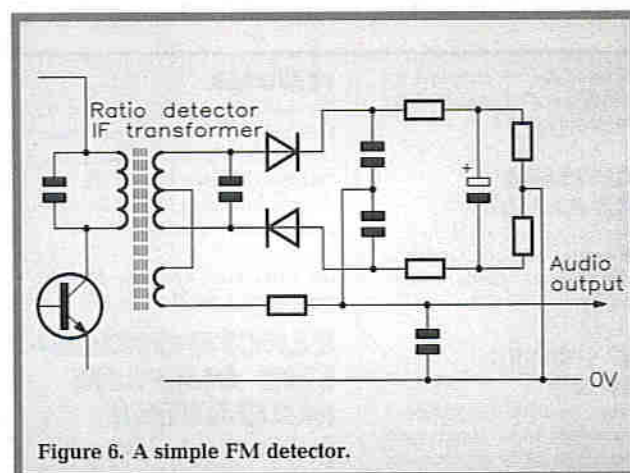 Ratio detector
IF transformer
+
Audio
output
0V
Figure 6. A simple FM detector.